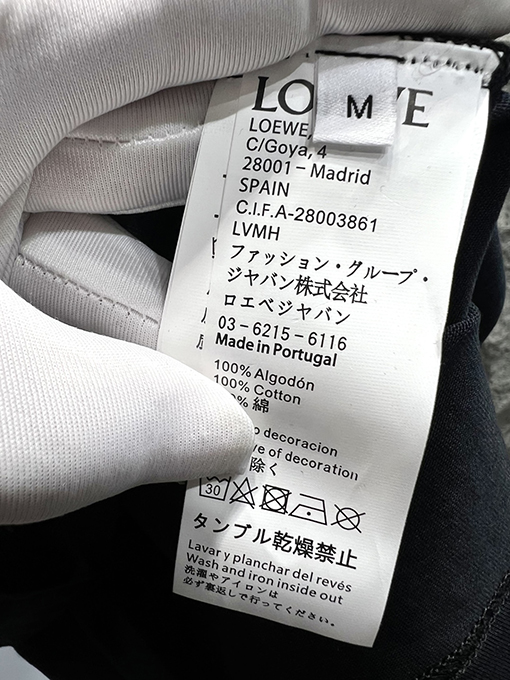 LOEWE
M
LOEWE,
C/Goya, 4
28001 – Madrid
SPAIN
C.I.F.A-28003861
LVMH
ファッション・グループ・
ジャパン株式会社
ロエベジャパン
03-6215-6116
Made in Portugal
100% Algodón
100% Cotton
% 綿
decoracion
of decoration
除く
30
タンブル乾燥禁止
Lavar y planchar del revés
Wash and iron inside out
洗濯やアイロンは
必ず裏返しで行ってください。